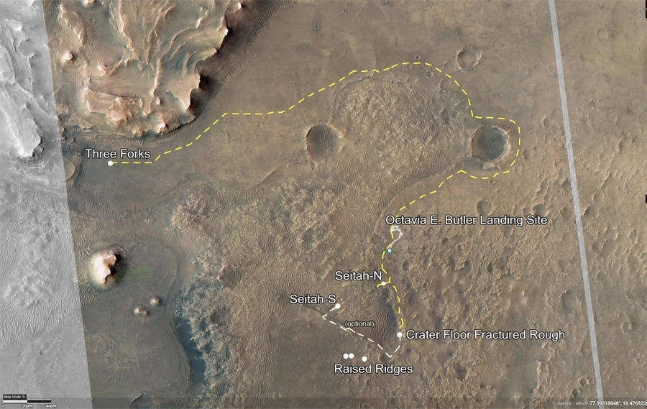 Three Forks
Octavia E. Butler Landing Site
Seitah-N
Seitah-S
(optional)
Crater Floor Fractured Rough
Raised Ridges